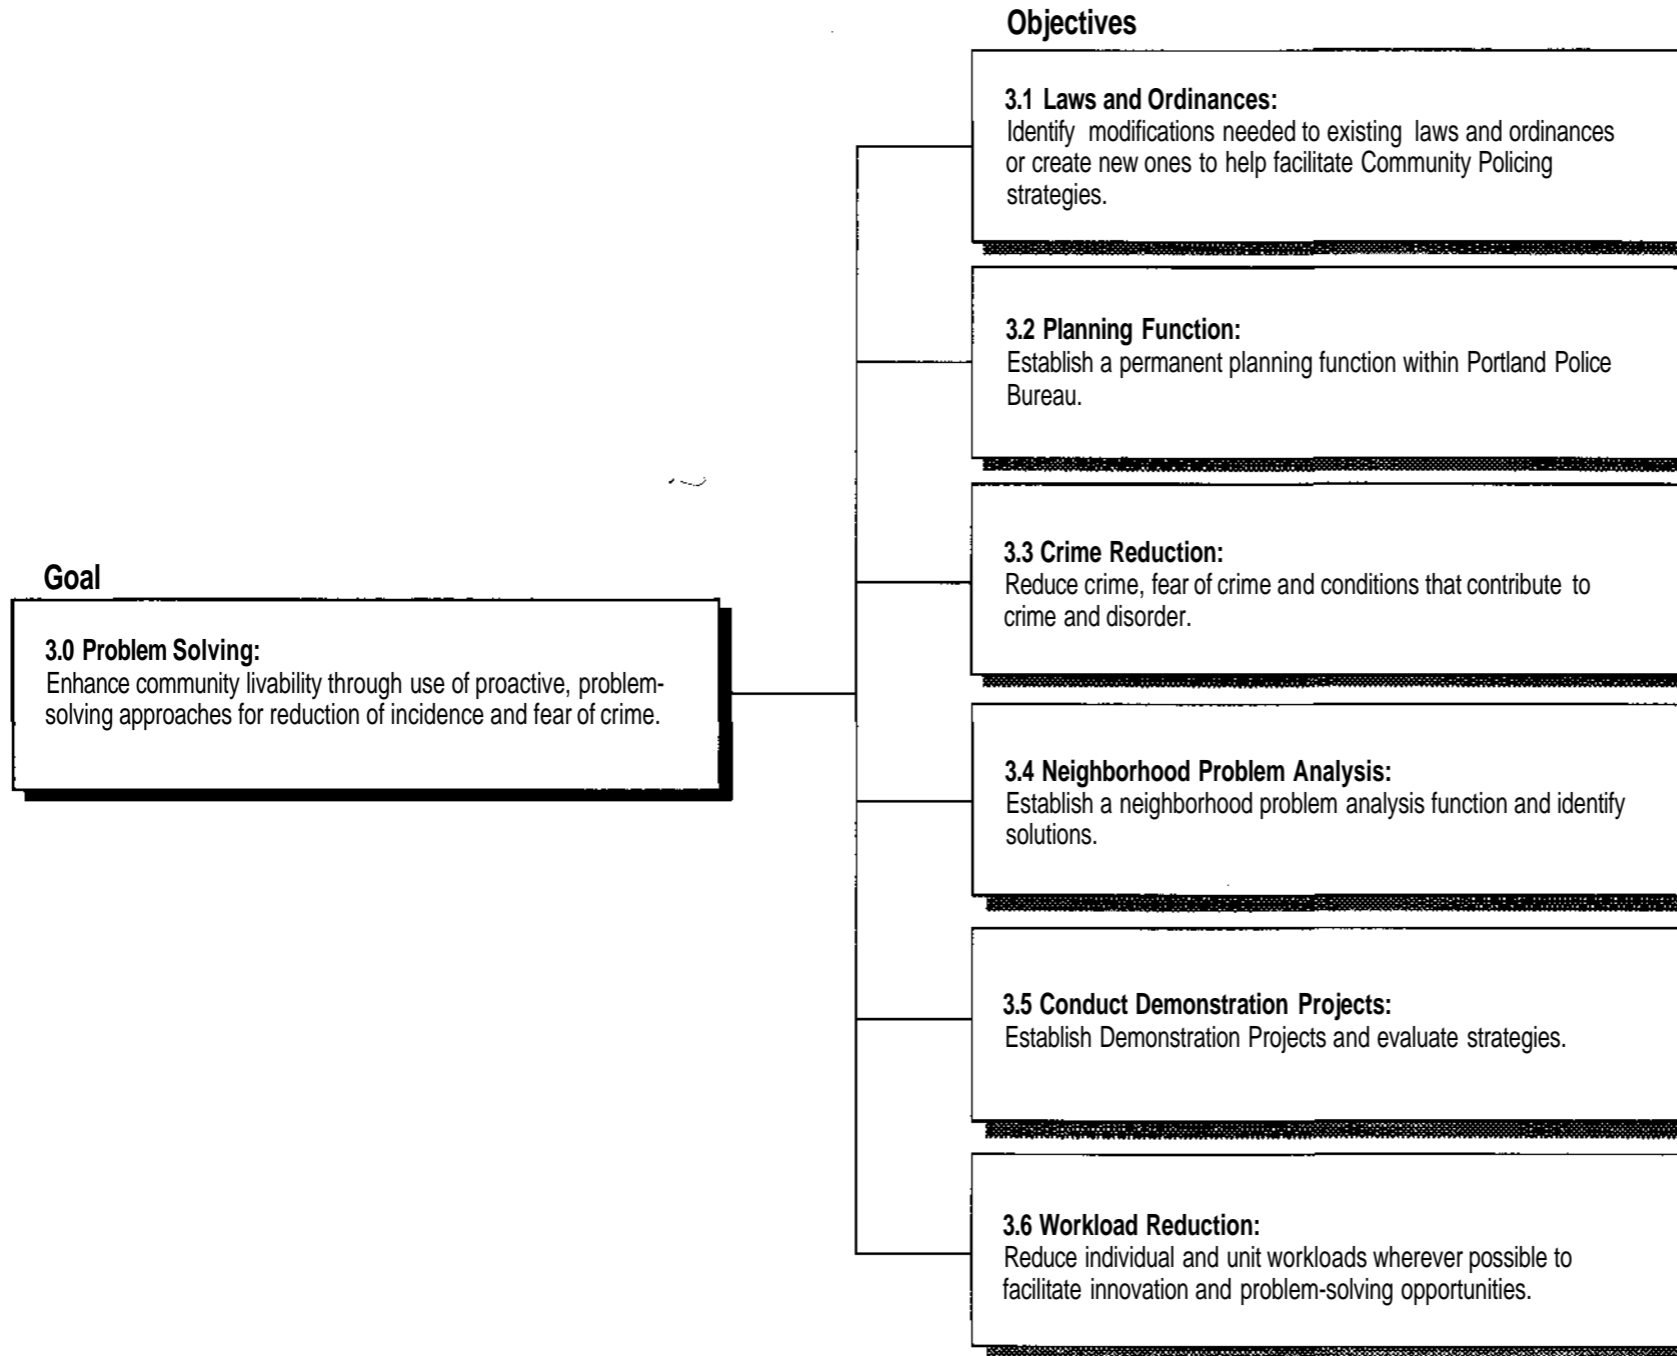 Objectives
3.1 Laws and Ordinances:
Identify modifications needed to existing laws and ordinances
or create new ones to help facilitate Community Policing
strategies.
3.2 Planning Function:
Establish a permanent planning function within Portland Police
Bureau.
3.3 Crime Reduction:
Reduce crime, fear of crime and conditions that contribute to
crime and disorder.
Goal
3.0 Problem Solving:
Enhance community livability through use of proactive, problem-
solving approaches for reduction of incidence and fear of crime.
3.4 Neighborhood Problem Analysis:
Establish a neighborhood problem analysis function and identify
solutions.
3.5 Conduct Demonstration Projects:
Establish Demonstration Projects and evaluate strategies.
3.6 Workload Reduction:
Reduce individual and unit workloads wherever possible to
facilitate innovation and problem-solving opportunities.